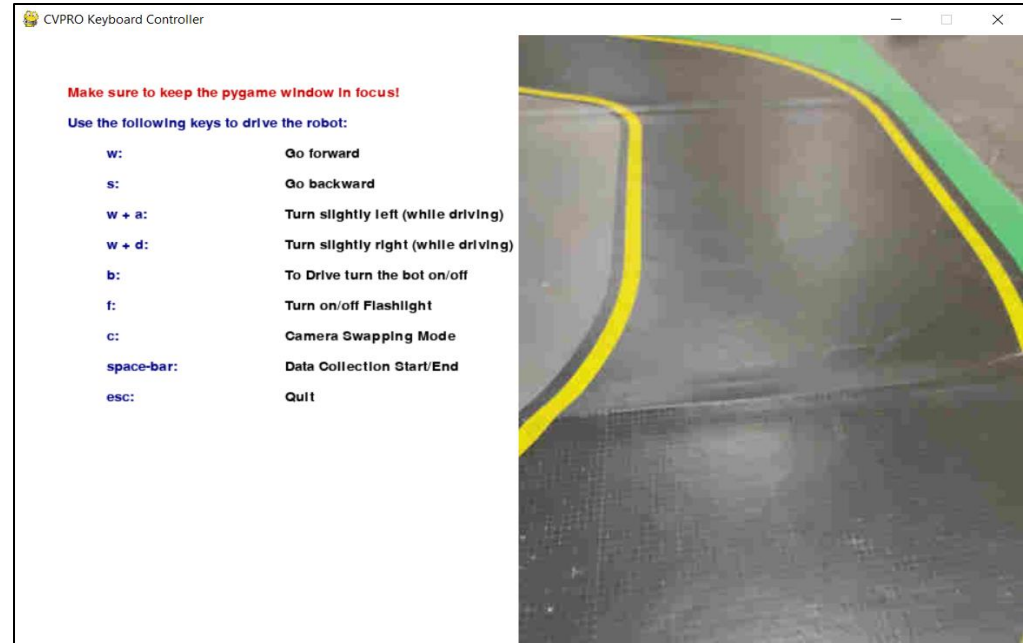 CVPRO Keyboard Controller
Make sure to keep the pygame window in focus!
Use the following keys to drive the robot:
w: Go forward
s: Go backward
w + a: Turn slightly left (while driving)
w + d: Turn slightly right (while driving)
b: To Drive turn the bot on/off
f: Turn on/off Flashlight
c: Camera Swapping Mode
space-bar: Data Collection Start/End
esc: Quit